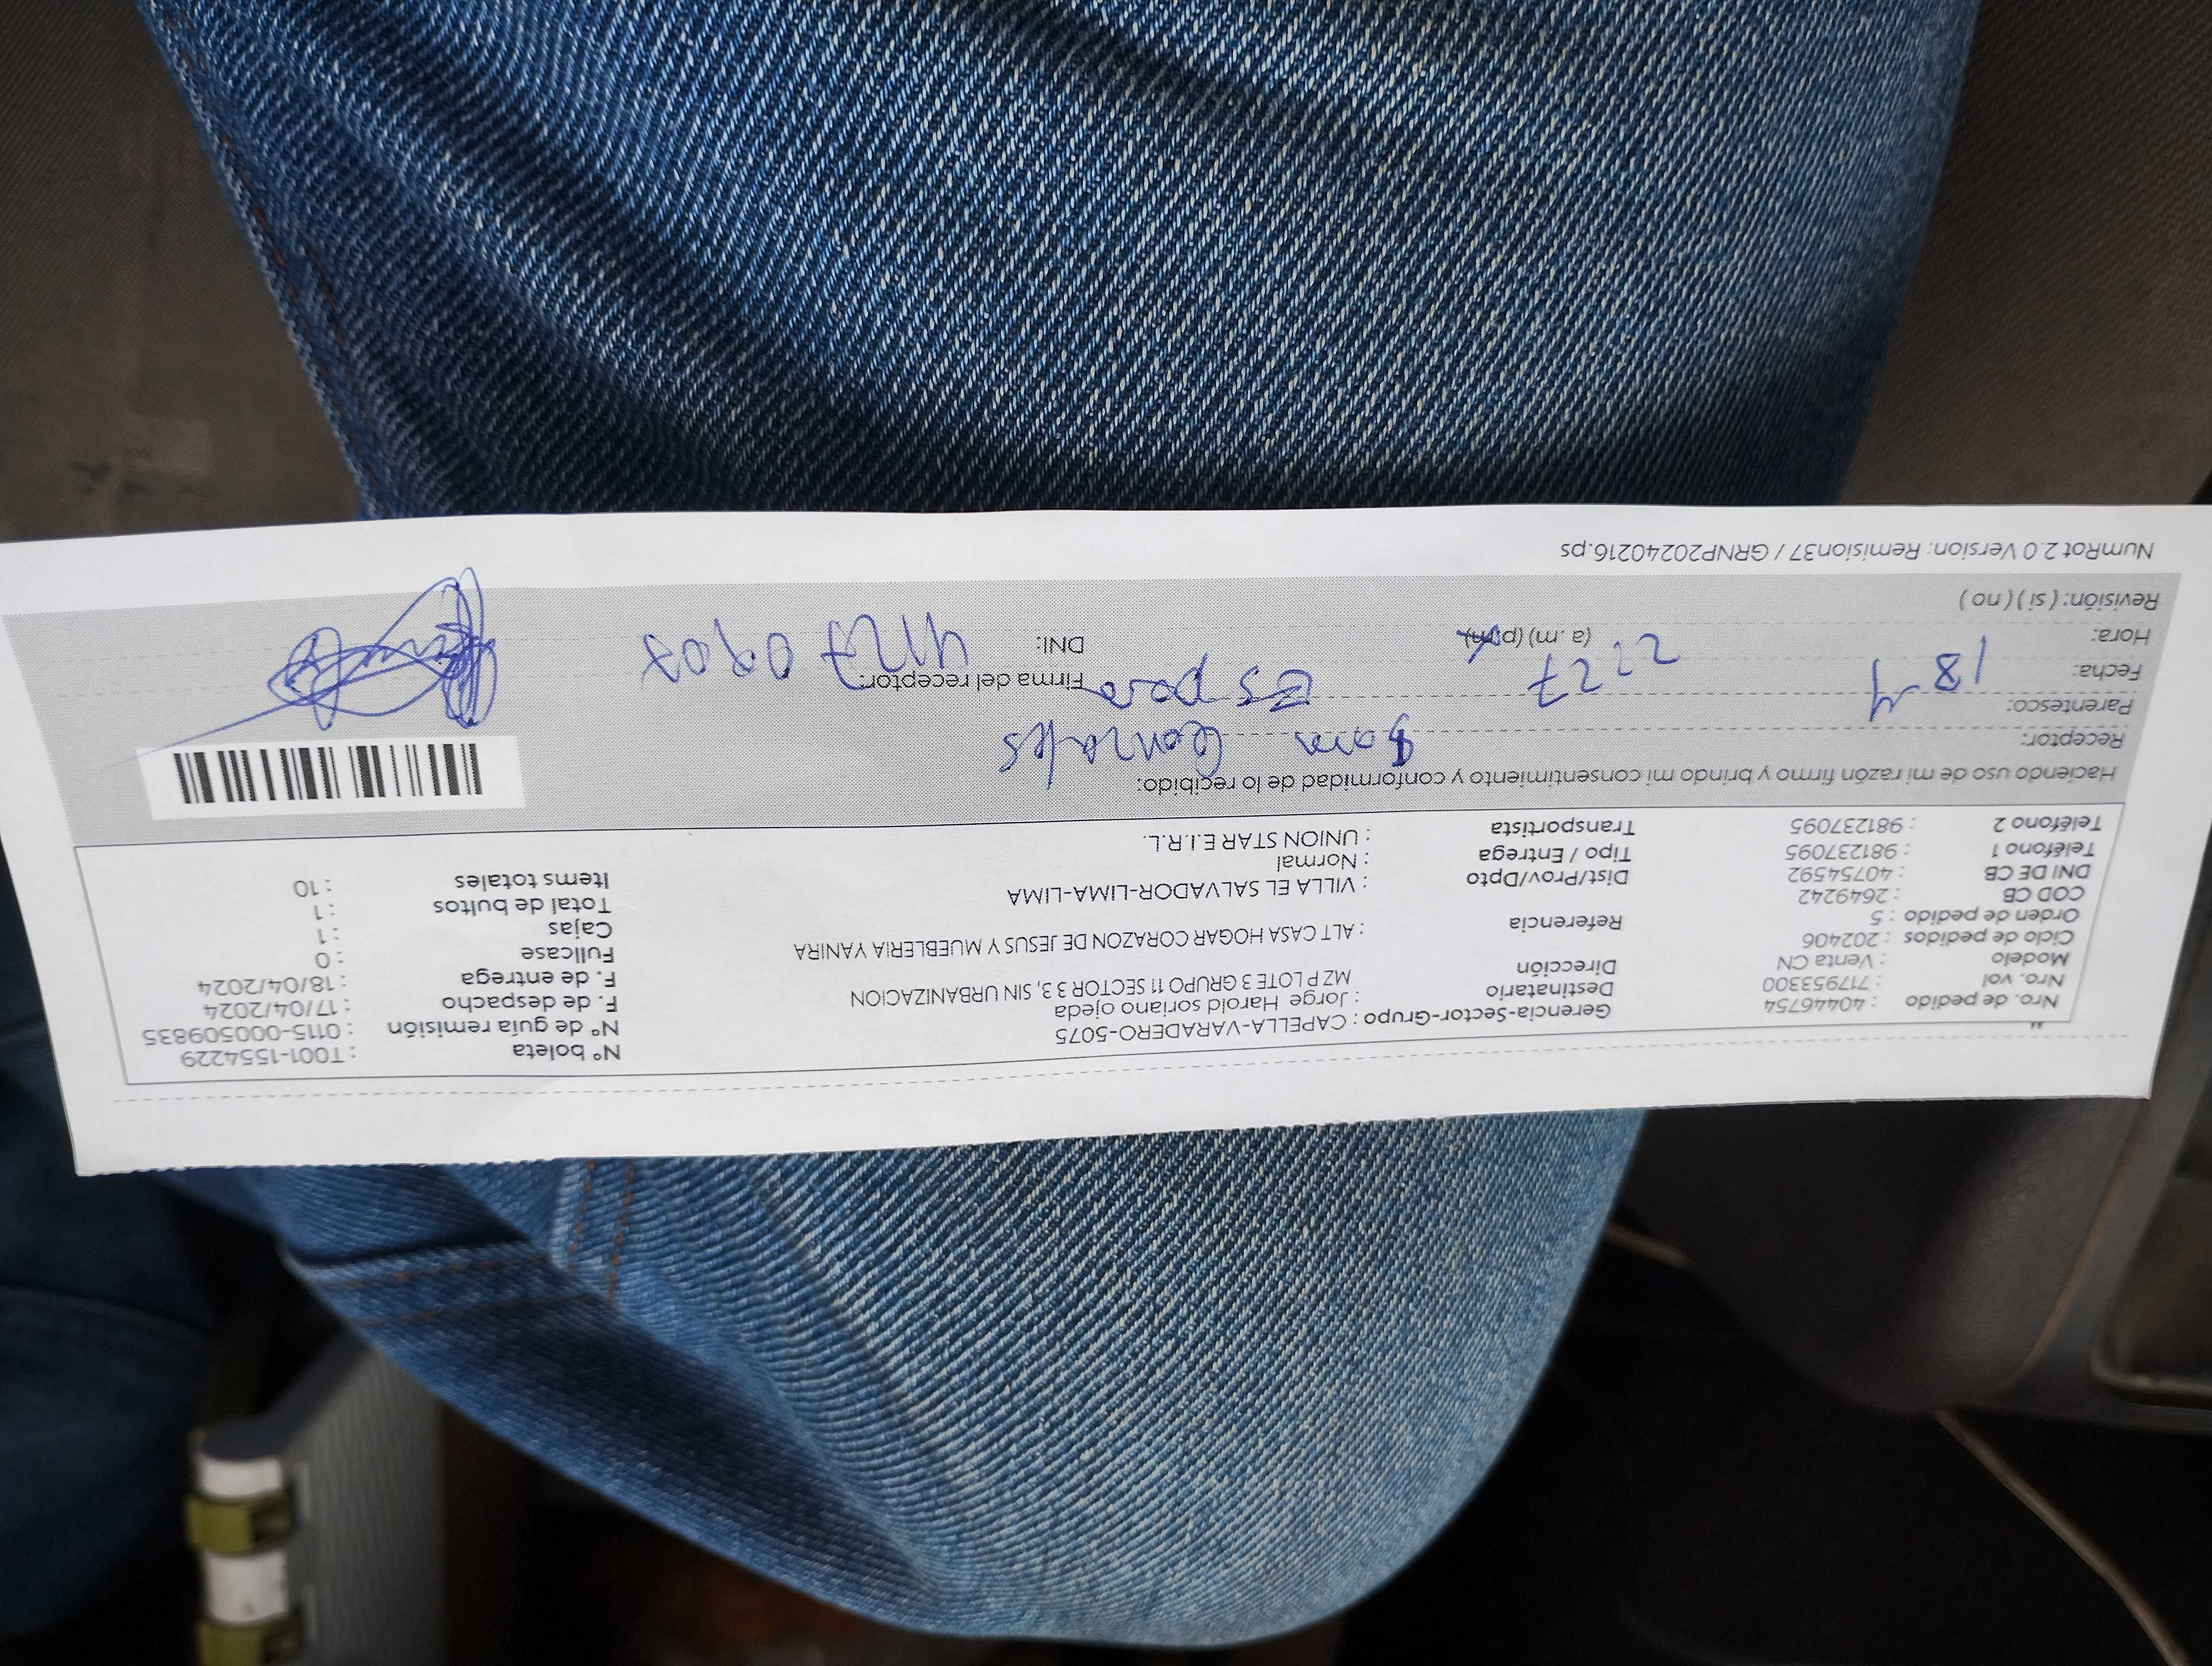 Nº boleta : T001-1554229
Nº de guía remisión : 0115-000509835
F. de despacho : 17/04/2024
F. de entrega : 18/04/2024
Fullcase : 0
Cajas : 1
Total de bultos : 1
Items totales : 10
Gerencia-Sector-Grupo : CAPELLA-VARADERO-5075
Destinatario : Jorge Harold soriano ojeda
Dirección MZ P LOTE 3 GRUPO 11 SECTOR 3 3, SIN URBANIZACION
Referencia : ALT CASA HOGAR CORAZON DE JESUS Y MUEBLERIA YANIRA
Dist/Prov/Dpto : VILLA EL SALVADOR-LIMA-LIMA
Tipo / Entrega : Normal
Transportista : UNION STAR E.I.R.L.
Nro. de pedido : 40446754
Nro. vol : 717953300
Modelo : Venta CN
Ciclo de pedidos : 202406
Orden de pedido : 5
COD CB : 2649242
DNI DE CB : 40754592
Teléfono 1 : 981237095
Teléfono 2 : 981237095
Haciendo uso de mi razón firmo y brindo mi consentimiento y conformidad de lo recibido:
Receptor:
Parentesco:
Fecha: 18-4
Hora: 2:27 (a.m) (p.m)
Firma del receptor:
DNI:
Revisión: ( si ) ( no )
NumRot 2.0 Version: Remision37 / GRNP20240216.ps